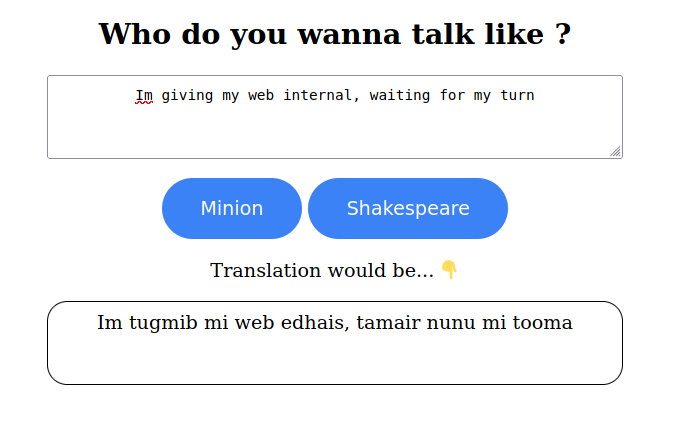 Who do you wanna talk like ?
Im giving my web internal, waiting for my turn
Minion Shakespeare
Translation would be... 👇
Im tugmib mi web edhais, tamair nunu mi tooma